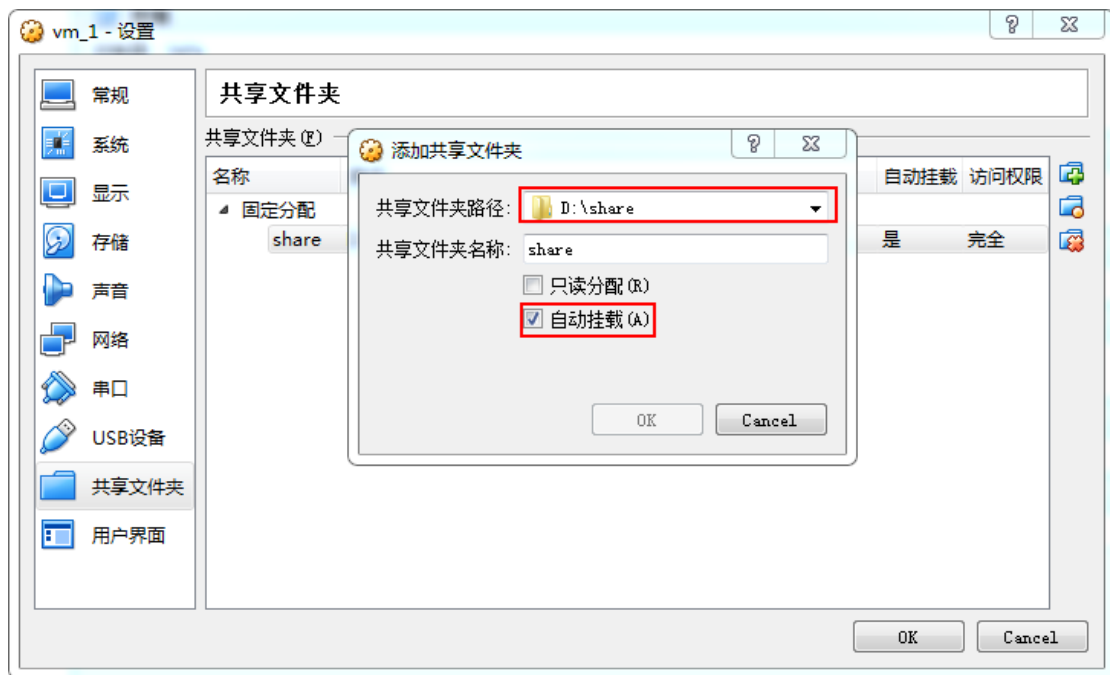 vm_1 - 设置
常规
系统
显示
存储
声音
网络
串口
USB设备
共享文件夹
用户界面
共享文件夹
共享文件夹(F)
名称
自动挂载
访问权限
固定分配
share
是
完全
添加共享文件夹
共享文件夹路径:
D:\share
共享文件夹名称:
share
只读分配(R)
自动挂载(A)
OK
Cancel
OK
Cancel